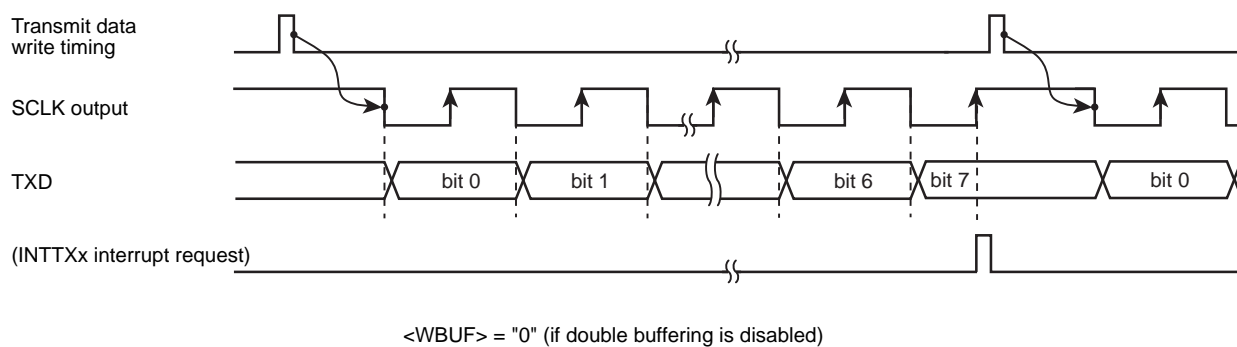 Transmit data
write timing
SCLK output
TXD
bit 0
bit 1
bit 6
bit 7
bit 0
(INTTXx interrupt request)
<WBUF> = "0" (if double buffering is disabled)